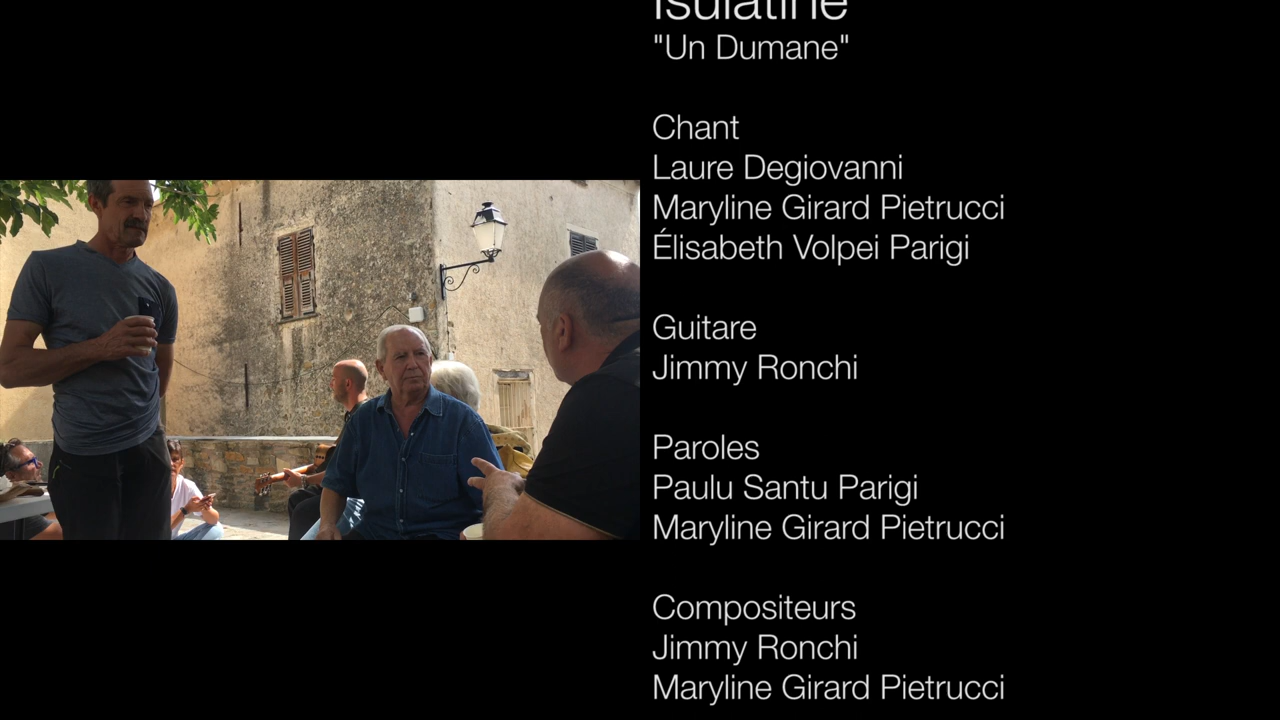 "Un Dumane"
Chant
Laure Degiovanni
Maryline Girard Pietrucci
Élisabeth Volpei Parigi
Guitare
Jimmy Ronchi
Paroles
Paulu Santu Parigi
Maryline Girard Pietrucci
Compositeurs
Jimmy Ronchi
Maryline Girard Pietrucci